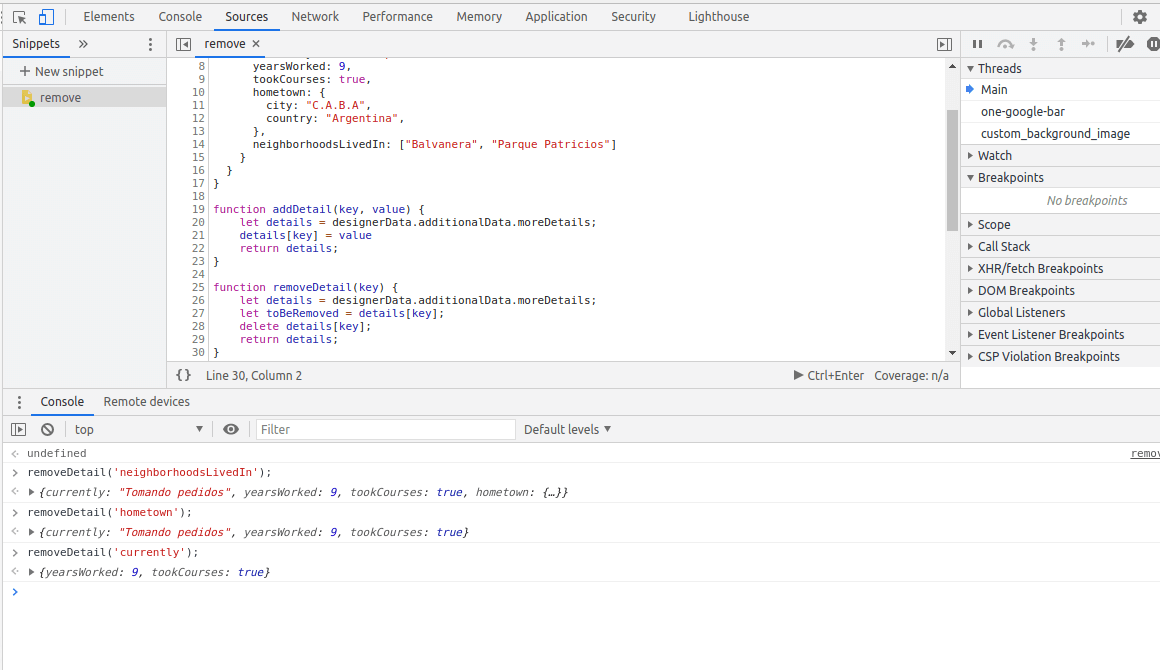 Elements Console Sources Network Performance Memory Application Security Lighthouse
Snippets » remove ×
+ New snippet
remove
8 yearsWorked: 9,
9 tookCourses: true,
10 hometown: {
11 city: "C.A.B.A",
12 country: "Argentina",
13 },
14 neighborhoodsLivedIn: ["Balvanera", "Parque Patricios"]
15 }
16 }
17 }
18
19 function addDetail(key, value) {
20 let details = designerData.additionalData.moreDetails;
21 details[key] = value
22 return details;
23 }
24
25 function removeDetail(key) {
26 let details = designerData.additionalData.moreDetails;
27 let toBeRemoved = details[key];
28 delete details[key];
29 return details;
30 }
{} Line 30, Column 2 Ctrl+Enter Coverage: n/a
Threads
Main
one-google-bar
custom_background_image
Watch
Breakpoints
No breakpoints
Scope
Call Stack
XHR/fetch Breakpoints
DOM Breakpoints
Global Listeners
Event Listener Breakpoints
CSP Violation Breakpoints
Console Remote devices
top Filter Default levels
undefined remov
removeDetail('neighborhoodsLivedIn');
{currently: "Tomando pedidos", yearsWorked: 9, tookCourses: true, hometown: {…}}
removeDetail('hometown');
{currently: "Tomando pedidos", yearsWorked: 9, tookCourses: true}
removeDetail('currently');
{yearsWorked: 9, tookCourses: true}